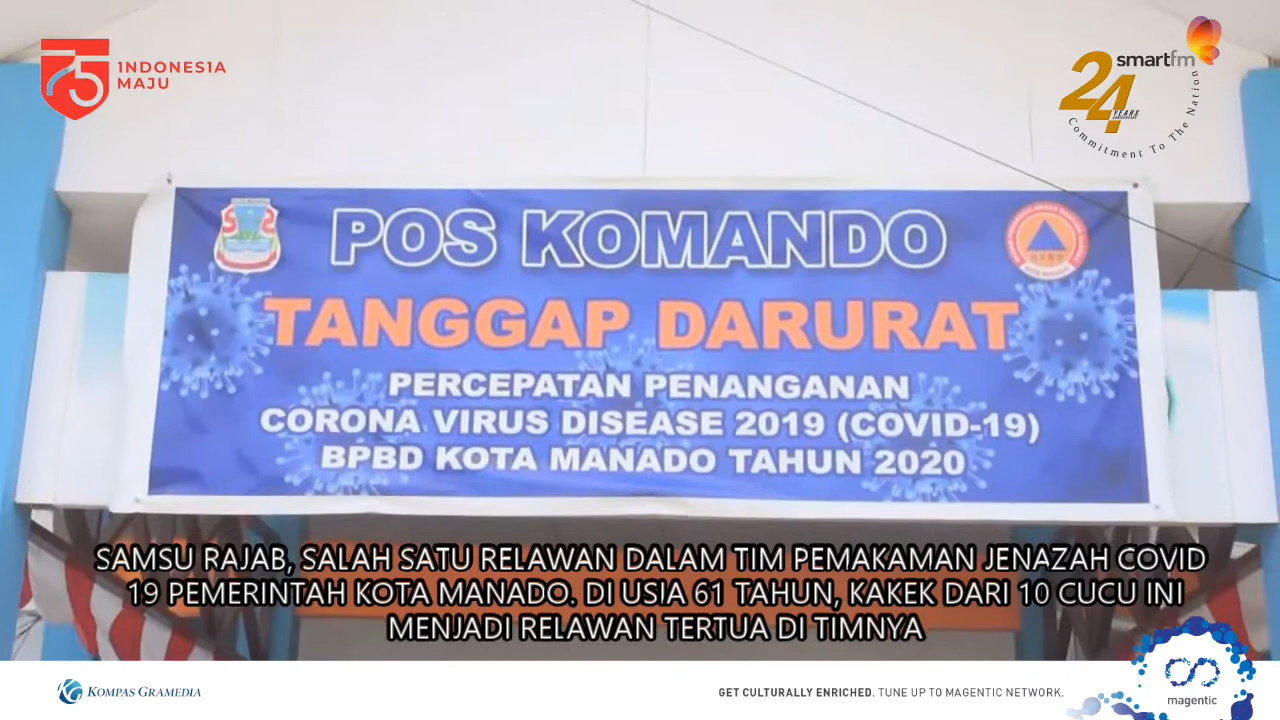 75 INDONESIA
MAJU
smartfm
24 YEARS
Commitment To The Nation
POS KOMANDO
TANGGAP DARURAT
PERCEPATAN PENANGANAN
CORONA VIRUS DISEASE 2019 (COVID-19)
BPBD KOTA MANADO TAHUN 2020
SAMSU RAJAB, SALAH SATU RELAWAN DALAM TIM PEMAKAMAN JENAZAH COVID
19 PEMERINTAH KOTA MANADO. DI USIA 61 TAHUN, KAKEK DARI 10 CUCU INI
MENJADI RELAWAN TERTUA DI TIMNYA
KOMPAS GRAMEDIA
GET CULTURALLY ENRICHED. TUNE UP TO MAGENTIC NETWORK.
magentic